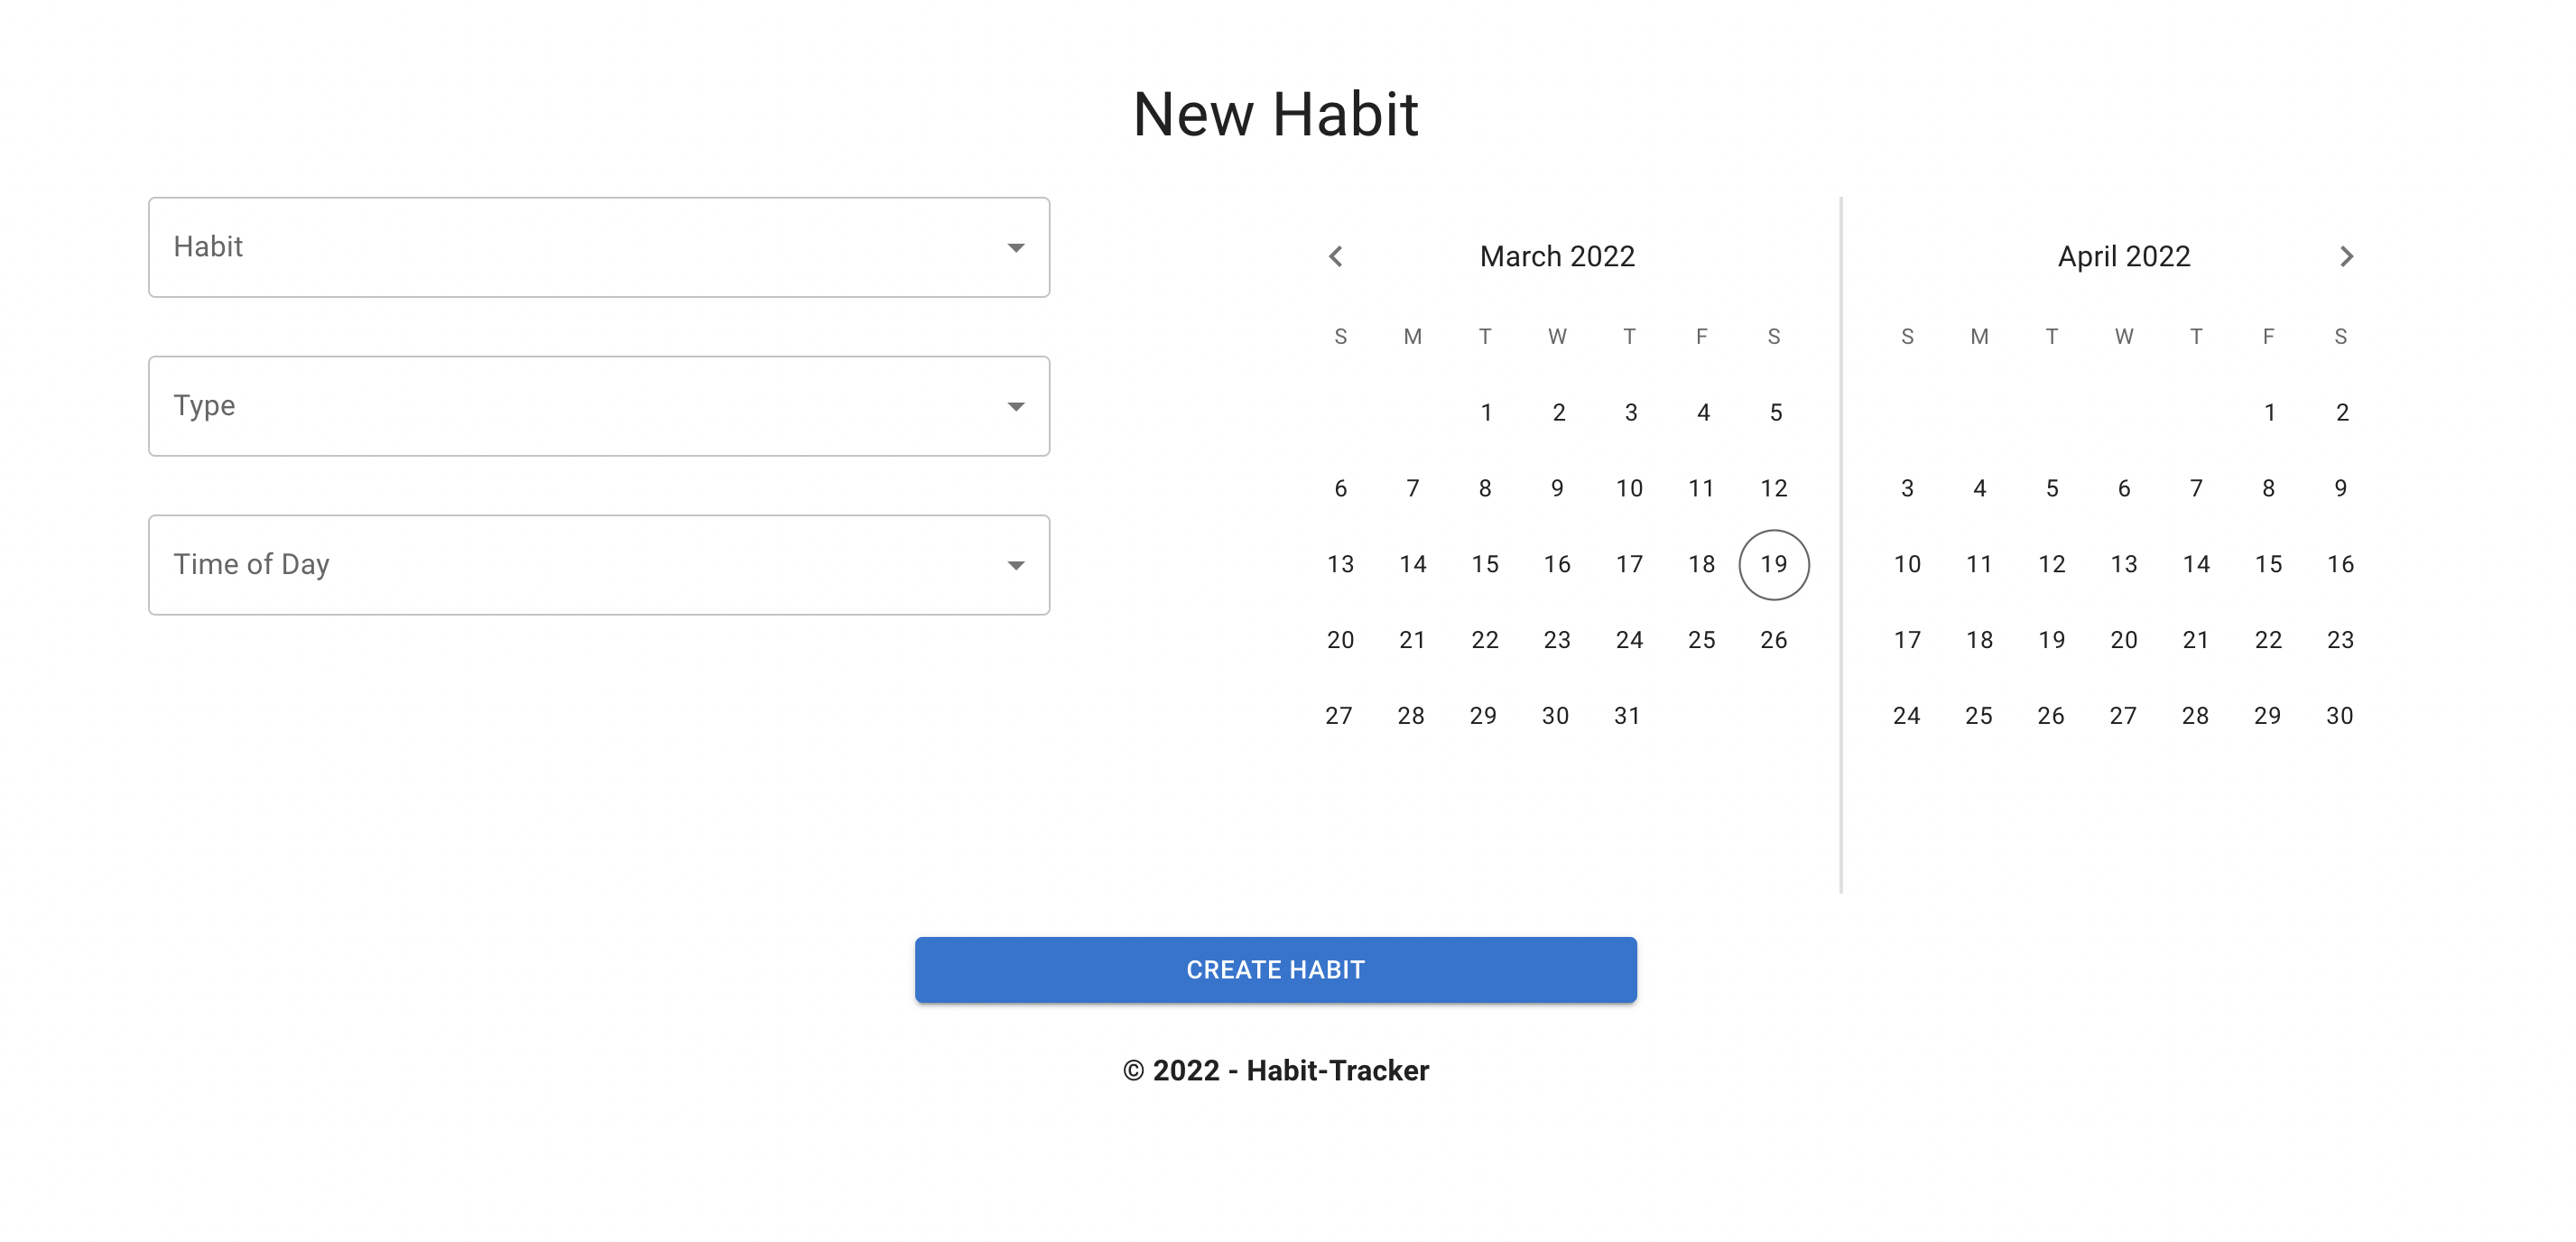 New Habit
Habit
Type
Time of Day
March 2022
S M T W T F S
1 2 3 4 5
6 7 8 9 10 11 12
13 14 15 16 17 18 19
20 21 22 23 24 25 26
27 28 29 30 31
April 2022
S M T W T F S
1 2
3 4 5 6 7 8 9
10 11 12 13 14 15 16
17 18 19 20 21 22 23
24 25 26 27 28 29 30
CREATE HABIT
© 2022 - Habit-Tracker